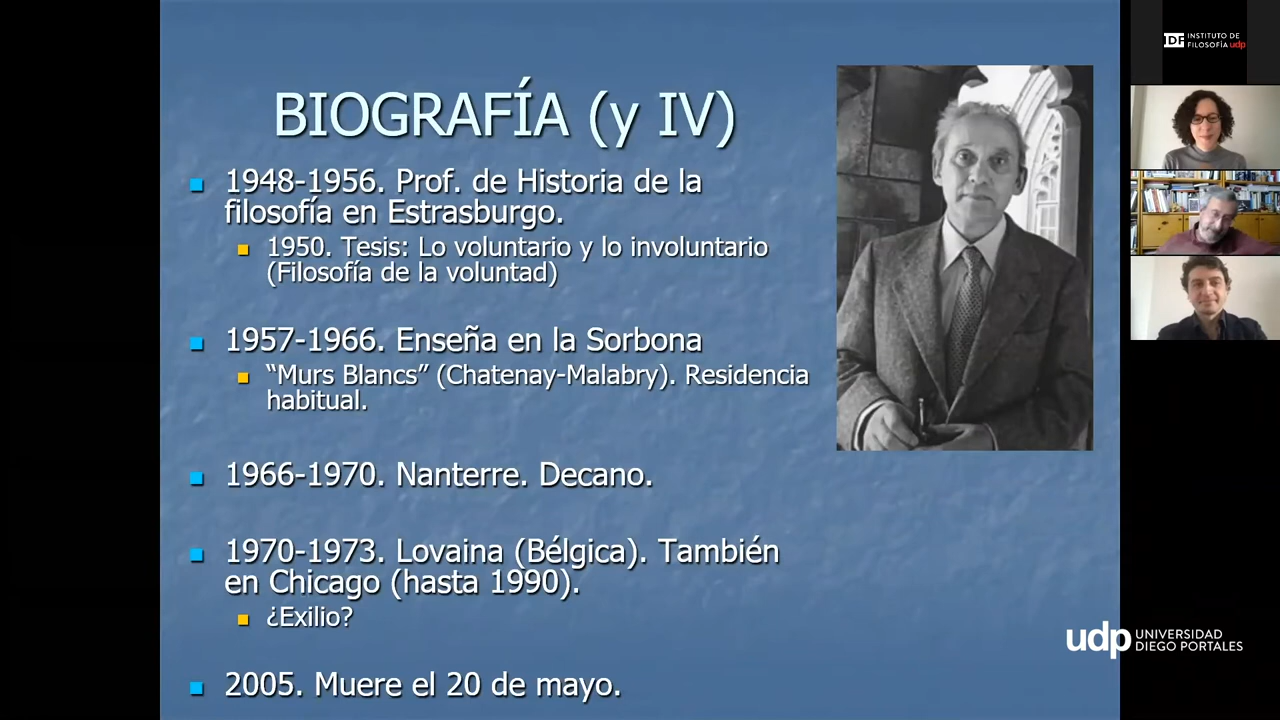 BIOGRAFÍA (y IV)
1948-1956. Prof. de Historia de la
filosofía en Estrasburgo.
1950. Tesis: Lo voluntario y lo involuntario
(Filosofía de la voluntad)
1957-1966. Enseña en la Sorbona
“Murs Blancs” (Chatenay-Malabry). Residencia
habitual.
1966-1970. Nanterre. Decano.
1970-1973. Lovaina (Bélgica). También
en Chicago (hasta 1990).
¿Exilio?
2005. Muere el 20 de mayo.
IDF INSTITUTO DE
FILOSOFÍA udp
udp UNIVERSIDAD
DIEGO PORTALES